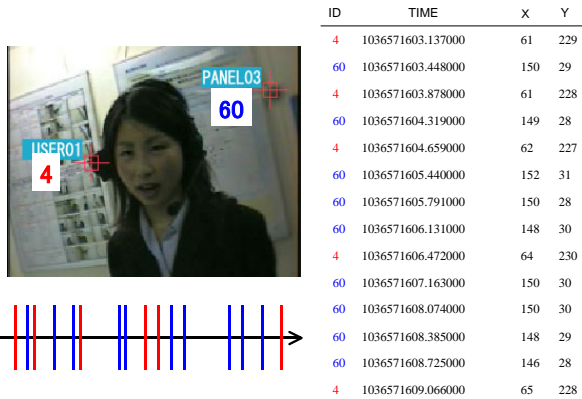 ID TIME X Y
4 1036571603.137000 61 229
60 1036571603.448000 150 29
4 1036571603.878000 61 228
60 1036571604.319000 149 28
4 1036571604.659000 62 227
60 1036571605.440000 152 31
60 1036571605.791000 150 28
60 1036571606.131000 148 30
4 1036571606.472000 64 230
60 1036571607.163000 150 30
60 1036571608.074000 150 30
60 1036571608.385000 148 29
60 1036571608.725000 146 28
4 1036571609.066000 65 228
PANEL03
60
USER01
4